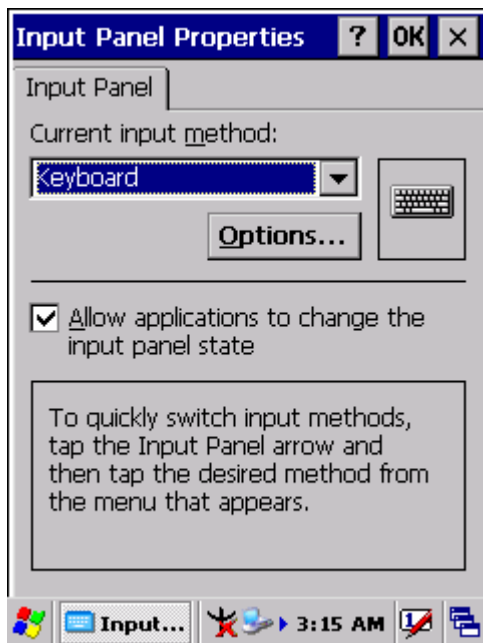 Input Panel Properties ? OK ×
Input Panel
Current input method:
Keyboard
Options...
Allow applications to change the
input panel state
To quickly switch input methods,
tap the Input Panel arrow and
then tap the desired method from
the menu that appears.
Input... 3:15 AM